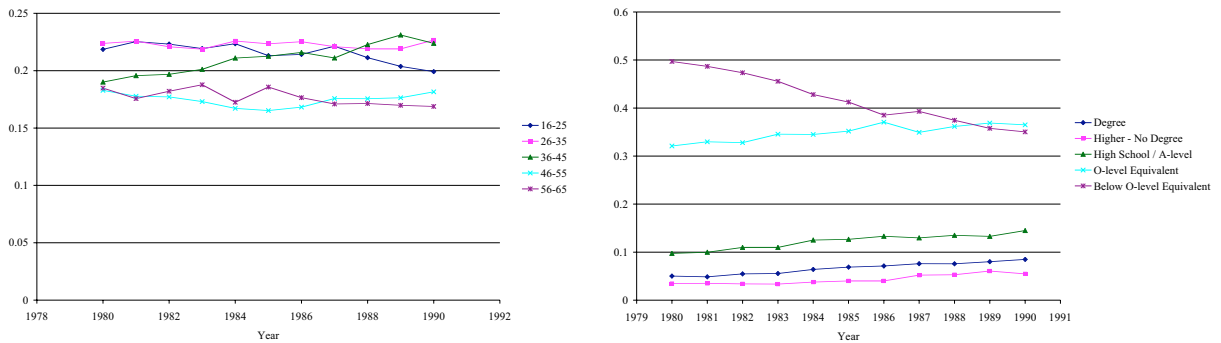 0.25
0.2
0.15
0.1
0.05
0
1978 1980 1982 1984 1986 1988 1990 1992
Year
16-25
26-35
36-45
46-55
56-65
0.6
0.5
0.4
0.3
0.2
0.1
0
1979 1980 1981 1982 1983 1984 1985 1986 1987 1988 1989 1990 1991
Year
Degree
Higher - No Degree
High School / A-level
O-level Equivalent
Below O-level Equivalent